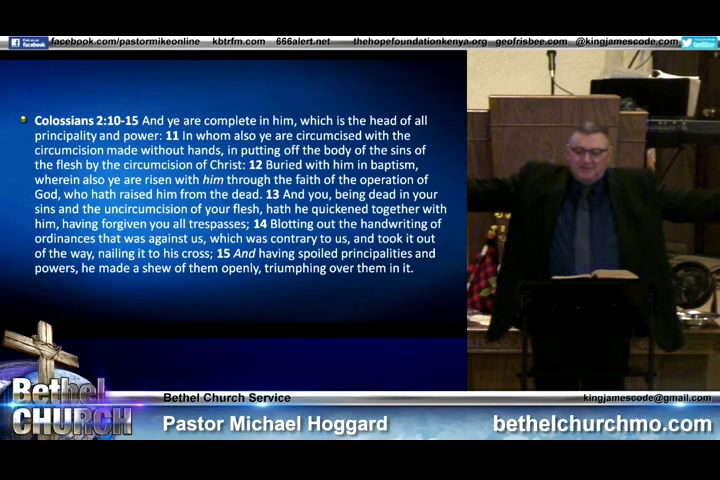 Find us on facebook
facebook.com/pastormikeonline kbtrfm.com 666alert.net thehopefoundationkenya.org geofrisbee.com @kingjamescode.com
Colossians 2:10-15 And ye are complete in him, which is the head of all
principality and power: 11 In whom also ye are circumcised with the
circumcision made without hands, in putting off the body of the sins of
the flesh by the circumcision of Christ: 12 Buried with him in baptism,
wherein also ye are risen with him through the faith of the operation of
God, who hath raised him from the dead. 13 And you, being dead in your
sins and the uncircumcision of your flesh, hath he quickened together with
him, having forgiven you all trespasses; 14 Blotting out the handwriting of
ordinances that was against us, which was contrary to us, and took it out
of the way, nailing it to his cross; 15 And having spoiled principalities and
powers, he made a shew of them openly, triumphing over them in it.
Bethel
CHURCH
Bethel Church Service kingjamescode@gmail.com
Pastor Michael Hoggard bethelchurchmo.com